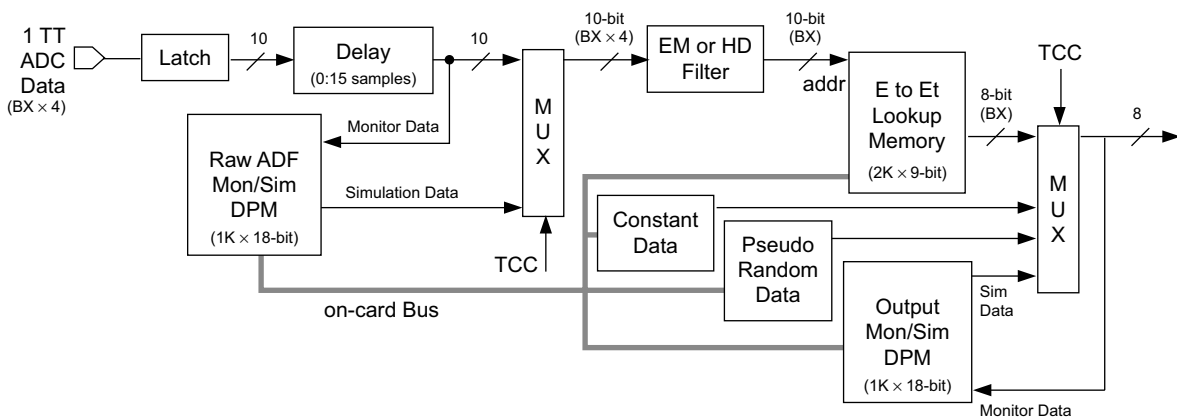 1 TT
ADC
Data
(BX × 4)
Latch
10
Delay
(0:15 samples)
10
M
U
X
10-bit
(BX × 4)
EM or HD
Filter
10-bit
(BX)
addr
E to Et
Lookup
Memory
(2K × 9-bit)
8-bit
(BX)
TCC
M
U
X
8
Monitor Data
Raw ADF
Mon/Sim
DPM
(1K × 18-bit)
Simulation Data
TCC
on-card Bus
Constant
Data
Pseudo
Random
Data
Output
Mon/Sim
DPM
(1K × 18-bit)
Sim
Data
Monitor Data